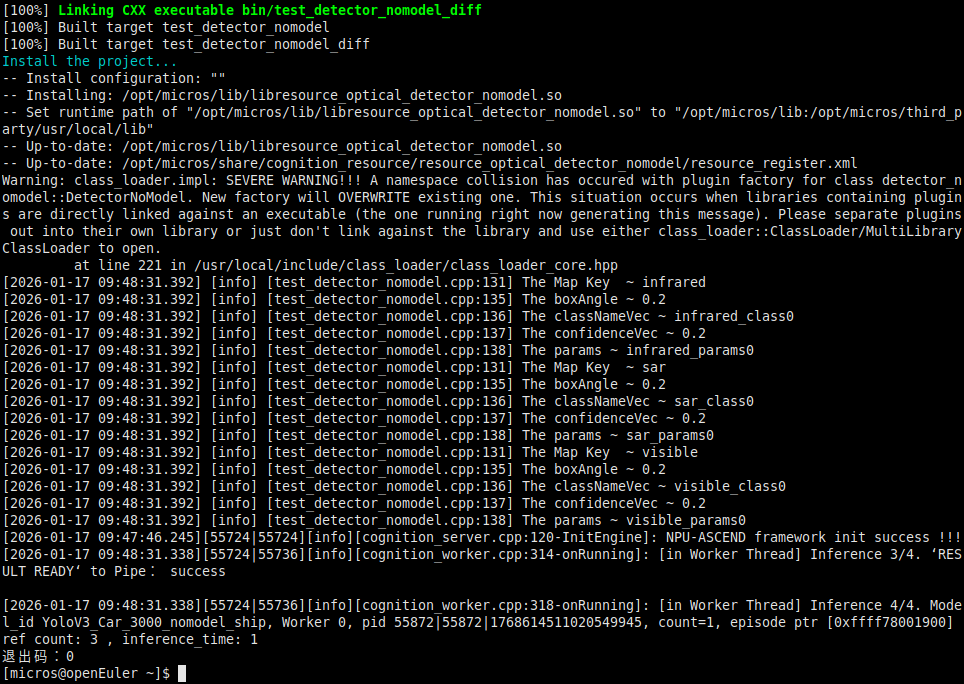 [100%] Linking CXX executable bin/test_detector_nomodel_diff
[100%] Built target test_detector_nomodel
[100%] Built target test_detector_nomodel_diff
Install the project...
-- Install configuration: ""
-- Installing: /opt/micros/lib/libresource_optical_detector_nomodel.so
-- Set runtime path of "/opt/micros/lib/libresource_optical_detector_nomodel.so" to "/opt/micros/lib:/opt/micros/third_p
arty/usr/local/lib"
-- Up-to-date: /opt/micros/lib/libresource_optical_detector_nomodel.so
-- Up-to-date: /opt/micros/share/cognition_resource/resource_optical_detector_nomodel/resource_register.xml
Warning: class_loader.impl: SEVERE WARNING!!! A namespace collision has occured with plugin factory for class detector_n
omodel::DetectorNoModel. New factory will OVERWRITE existing one. This situation occurs when libraries containing plugin
s are directly linked against an executable (the one running right now generating this message). Please separate plugins
 out into their own library or just don't link against the library and use either class_loader::ClassLoader/MultiLibrary
ClassLoader to open.
         at line 221 in /usr/local/include/class_loader/class_loader_core.hpp
[2026-01-17 09:48:31.392] [info] [test_detector_nomodel.cpp:131] The Map Key  ~ infrared
[2026-01-17 09:48:31.392] [info] [test_detector_nomodel.cpp:135] The boxAngle ~ 0.2
[2026-01-17 09:48:31.392] [info] [test_detector_nomodel.cpp:136] The classNameVec ~ infrared_class0
[2026-01-17 09:48:31.392] [info] [test_detector_nomodel.cpp:137] The confidenceVec ~ 0.2
[2026-01-17 09:48:31.392] [info] [test_detector_nomodel.cpp:138] The params ~ infrared_params0
[2026-01-17 09:48:31.392] [info] [test_detector_nomodel.cpp:131] The Map Key  ~ sar
[2026-01-17 09:48:31.392] [info] [test_detector_nomodel.cpp:135] The boxAngle ~ 0.2
[2026-01-17 09:48:31.392] [info] [test_detector_nomodel.cpp:136] The classNameVec ~ sar_class0
[2026-01-17 09:48:31.392] [info] [test_detector_nomodel.cpp:137] The confidenceVec ~ 0.2
[2026-01-17 09:48:31.392] [info] [test_detector_nomodel.cpp:138] The params ~ sar_params0
[2026-01-17 09:48:31.392] [info] [test_detector_nomodel.cpp:131] The Map Key  ~ visible
[2026-01-17 09:48:31.392] [info] [test_detector_nomodel.cpp:135] The boxAngle ~ 0.2
[2026-01-17 09:48:31.392] [info] [test_detector_nomodel.cpp:136] The classNameVec ~ visible_class0
[2026-01-17 09:48:31.392] [info] [test_detector_nomodel.cpp:137] The confidenceVec ~ 0.2
[2026-01-17 09:48:31.392] [info] [test_detector_nomodel.cpp:138] The params ~ visible_params0
[2026-01-17 09:47:46.245][55724|55724][info][cognition_server.cpp:120-InitEngine]: NPU-ASCEND framework init success !!!
[2026-01-17 09:48:31.338][55724|55736][info][cognition_worker.cpp:314-onRunning]: [in Worker Thread] Inference 3/4. ‘RES
ULT READY‘ to Pipe： success
[2026-01-17 09:48:31.338][55724|55736][info][cognition_worker.cpp:318-onRunning]: [in Worker Thread] Inference 4/4. Mode
l_id YoloV3_Car_3000_nomodel_ship, Worker 0, pid 55872|55872|1768614511020549945, count=1, episode ptr [0xffff78001900]
ref count: 3 , inference_time: 1
退出码：0
[micros@openEuler ~]$